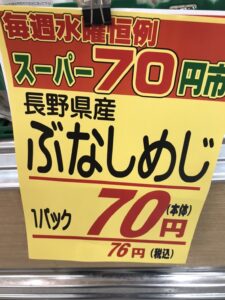 毎週水曜恒例
スーパー70円市
長野県産
ぶなしめじ
1パック 70円(本体)
76円(税込)